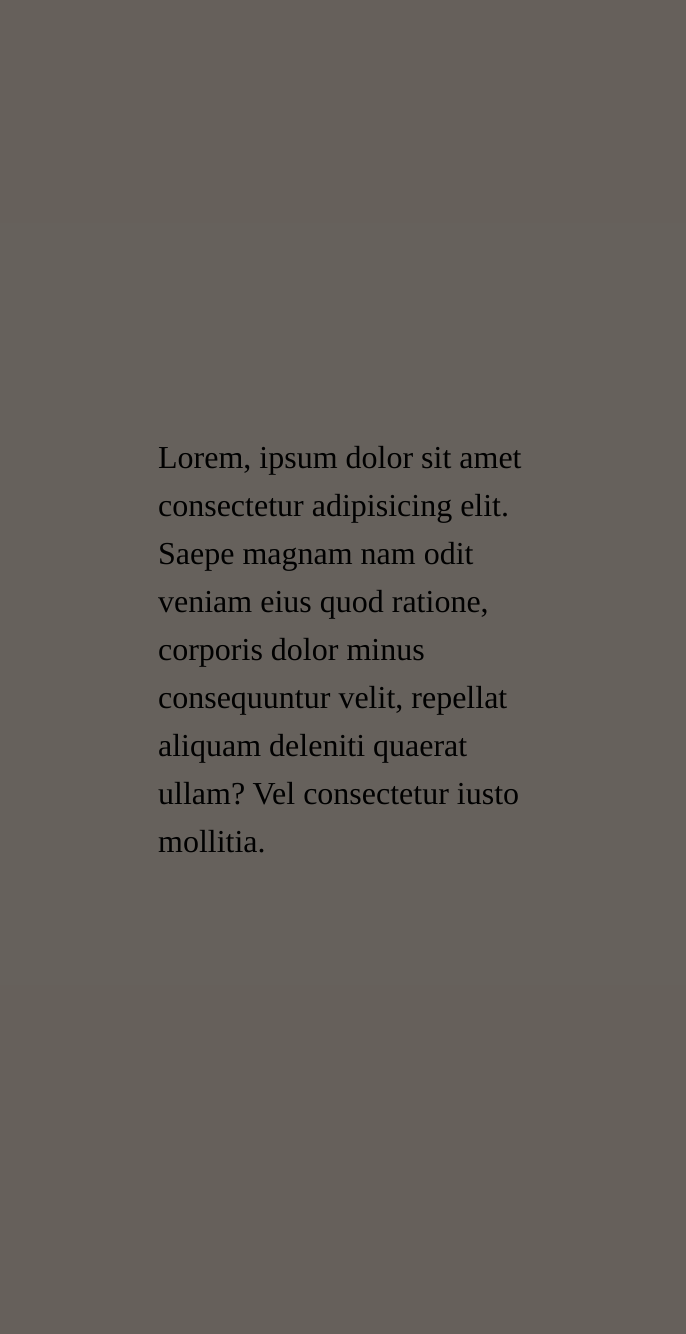 Lorem, ipsum dolor sit amet
consectetur adipisicing elit.
Saepe magnam nam odit
veniam eius quod ratione,
corporis dolor minus
consequuntur velit, repellat
aliquam deleniti quaerat
ullam? Vel consectetur iusto
mollitia.